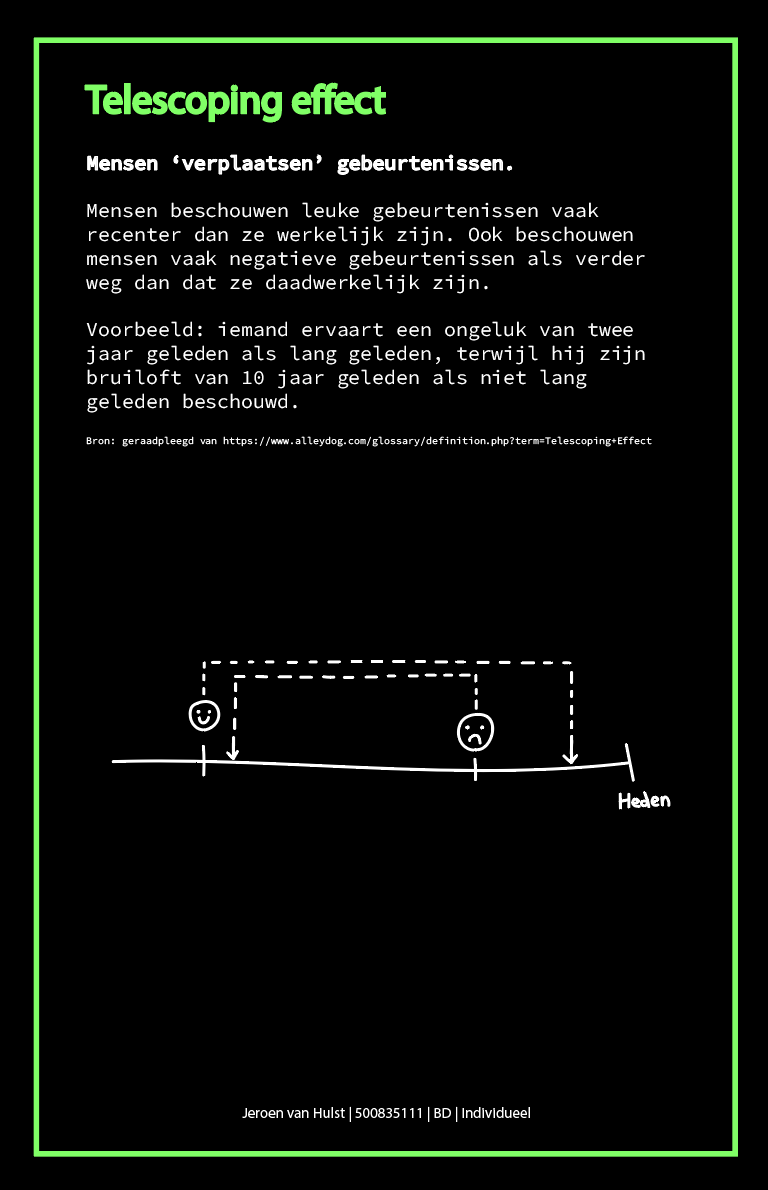 Telescoping effect
Mensen ‘verplaatsen’ gebeurtenissen.
Mensen beschouwen leuke gebeurtenissen vaak
recenter dan ze werkelijk zijn. Ook beschouwen
mensen vaak negatieve gebeurtenissen als verder
weg dan dat ze daadwerkelijk zijn.
Voorbeeld: iemand ervaart een ongeluk van twee
jaar geleden als lang geleden, terwijl hij zijn
bruiloft van 10 jaar geleden als niet lang
geleden beschouwd.
Bron: geraadpleegd van https://www.alleydog.com/glossary/definition.php?term=Telescoping+Effect
Heden
Jeroen van Hulst | 500835111 | BD | Individueel